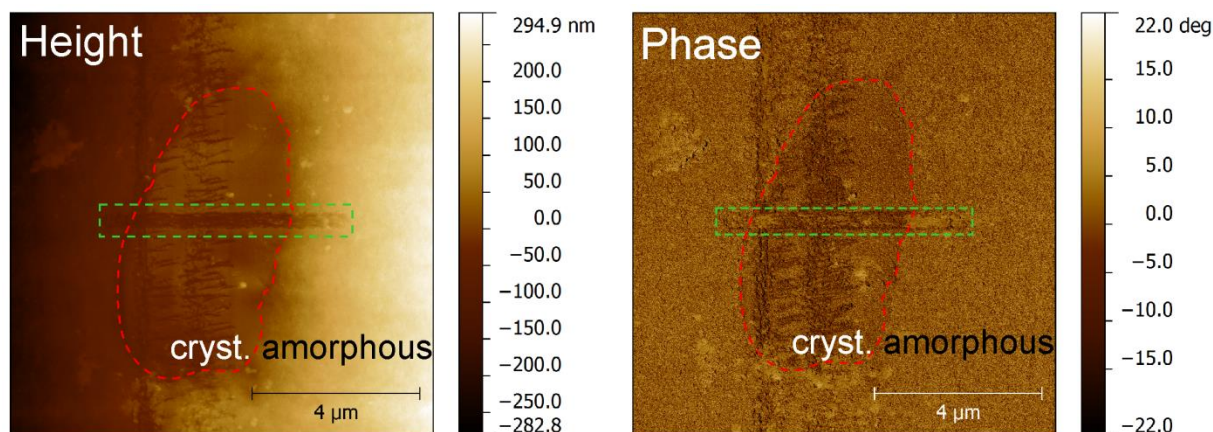 Height
cryst. amorphous
4 µm
294.9 nm
200.0
150.0
100.0
50.0
0.0
−50.0
−100.0
−150.0
−200.0
−250.0
−282.8
Phase
cryst. amorphous
4 µm
22.0 deg
15.0
10.0
5.0
0.0
−5.0
−10.0
−15.0
−22.0